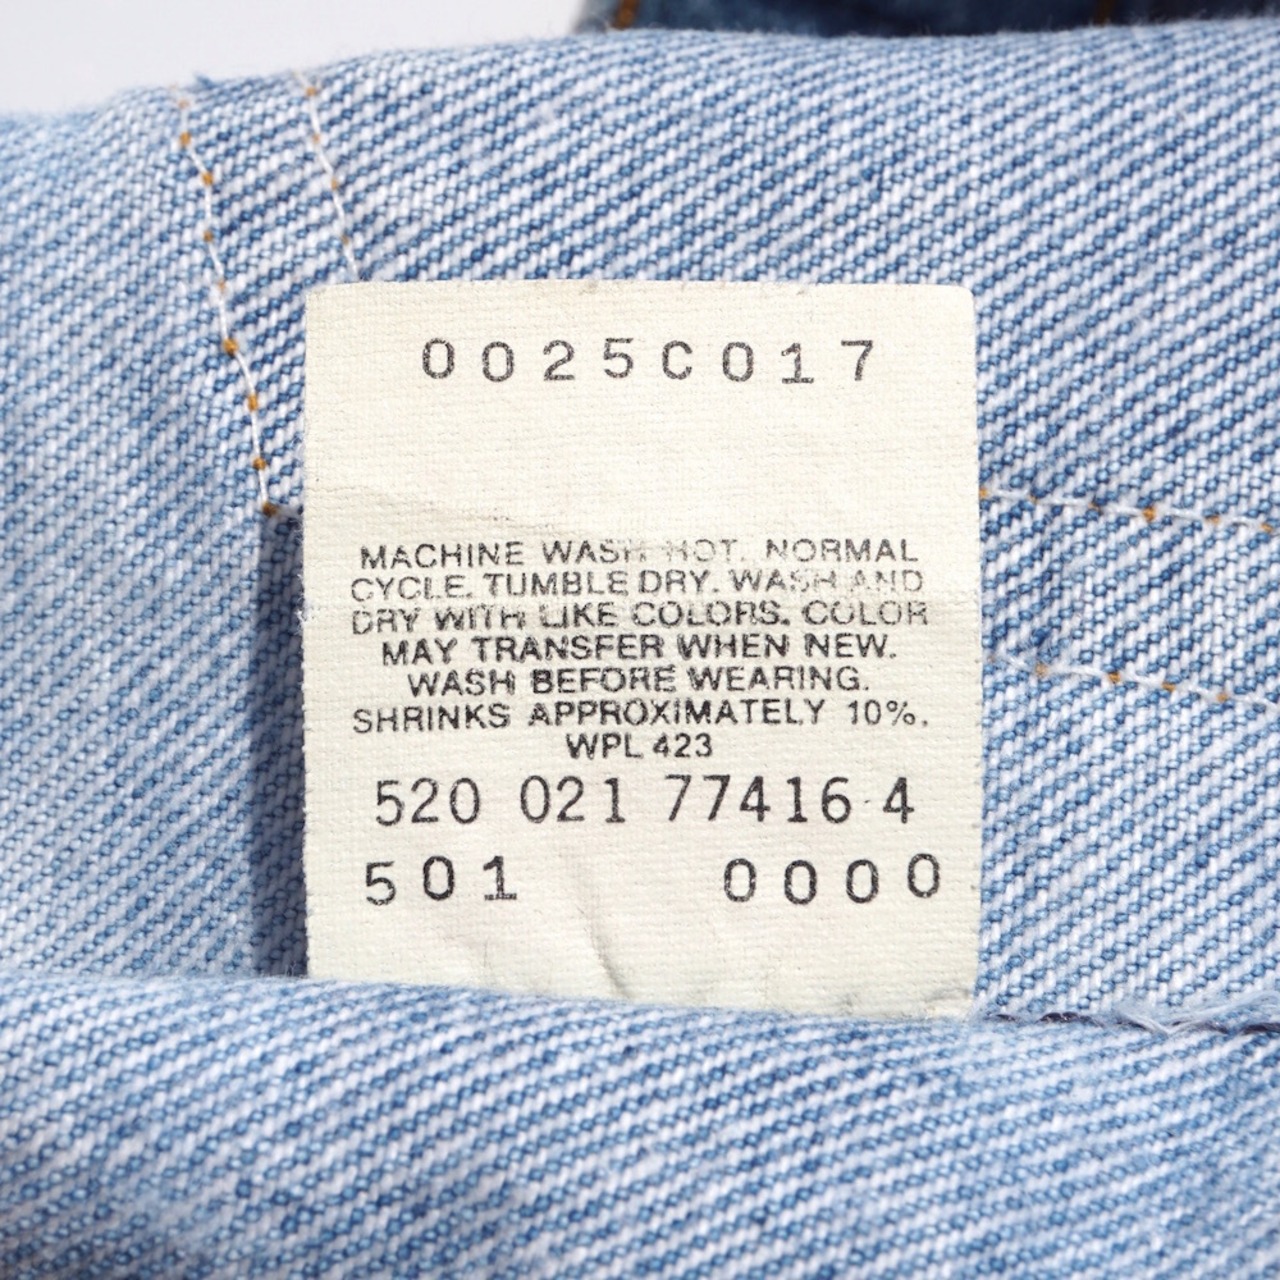 0025C017
MACHINE WASH HOT. NORMAL
CYCLE. TUMBLE DRY. WASH AND
DRY WITH LIKE COLORS. COLOR
MAY TRANSFER WHEN NEW.
WASH BEFORE WEARING.
SHRINKS APPROXIMATELY 10%.
WPL 423
520 021 77416 4
501 0000